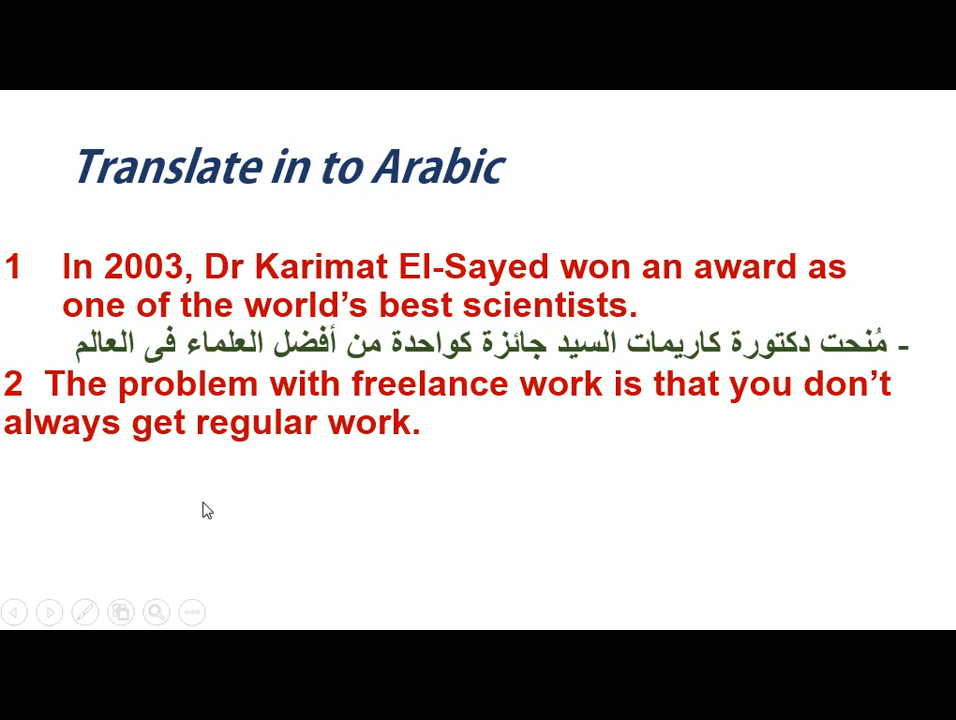 Translate in to Arabic
1 In 2003, Dr Karimat El-Sayed won an award as
one of the world’s best scientists.
- مُنحت دكتورة كاريمات السيد جائزة كواحدة من أفضل العلماء فى العالم
2 The problem with freelance work is that you don’t
always get regular work.